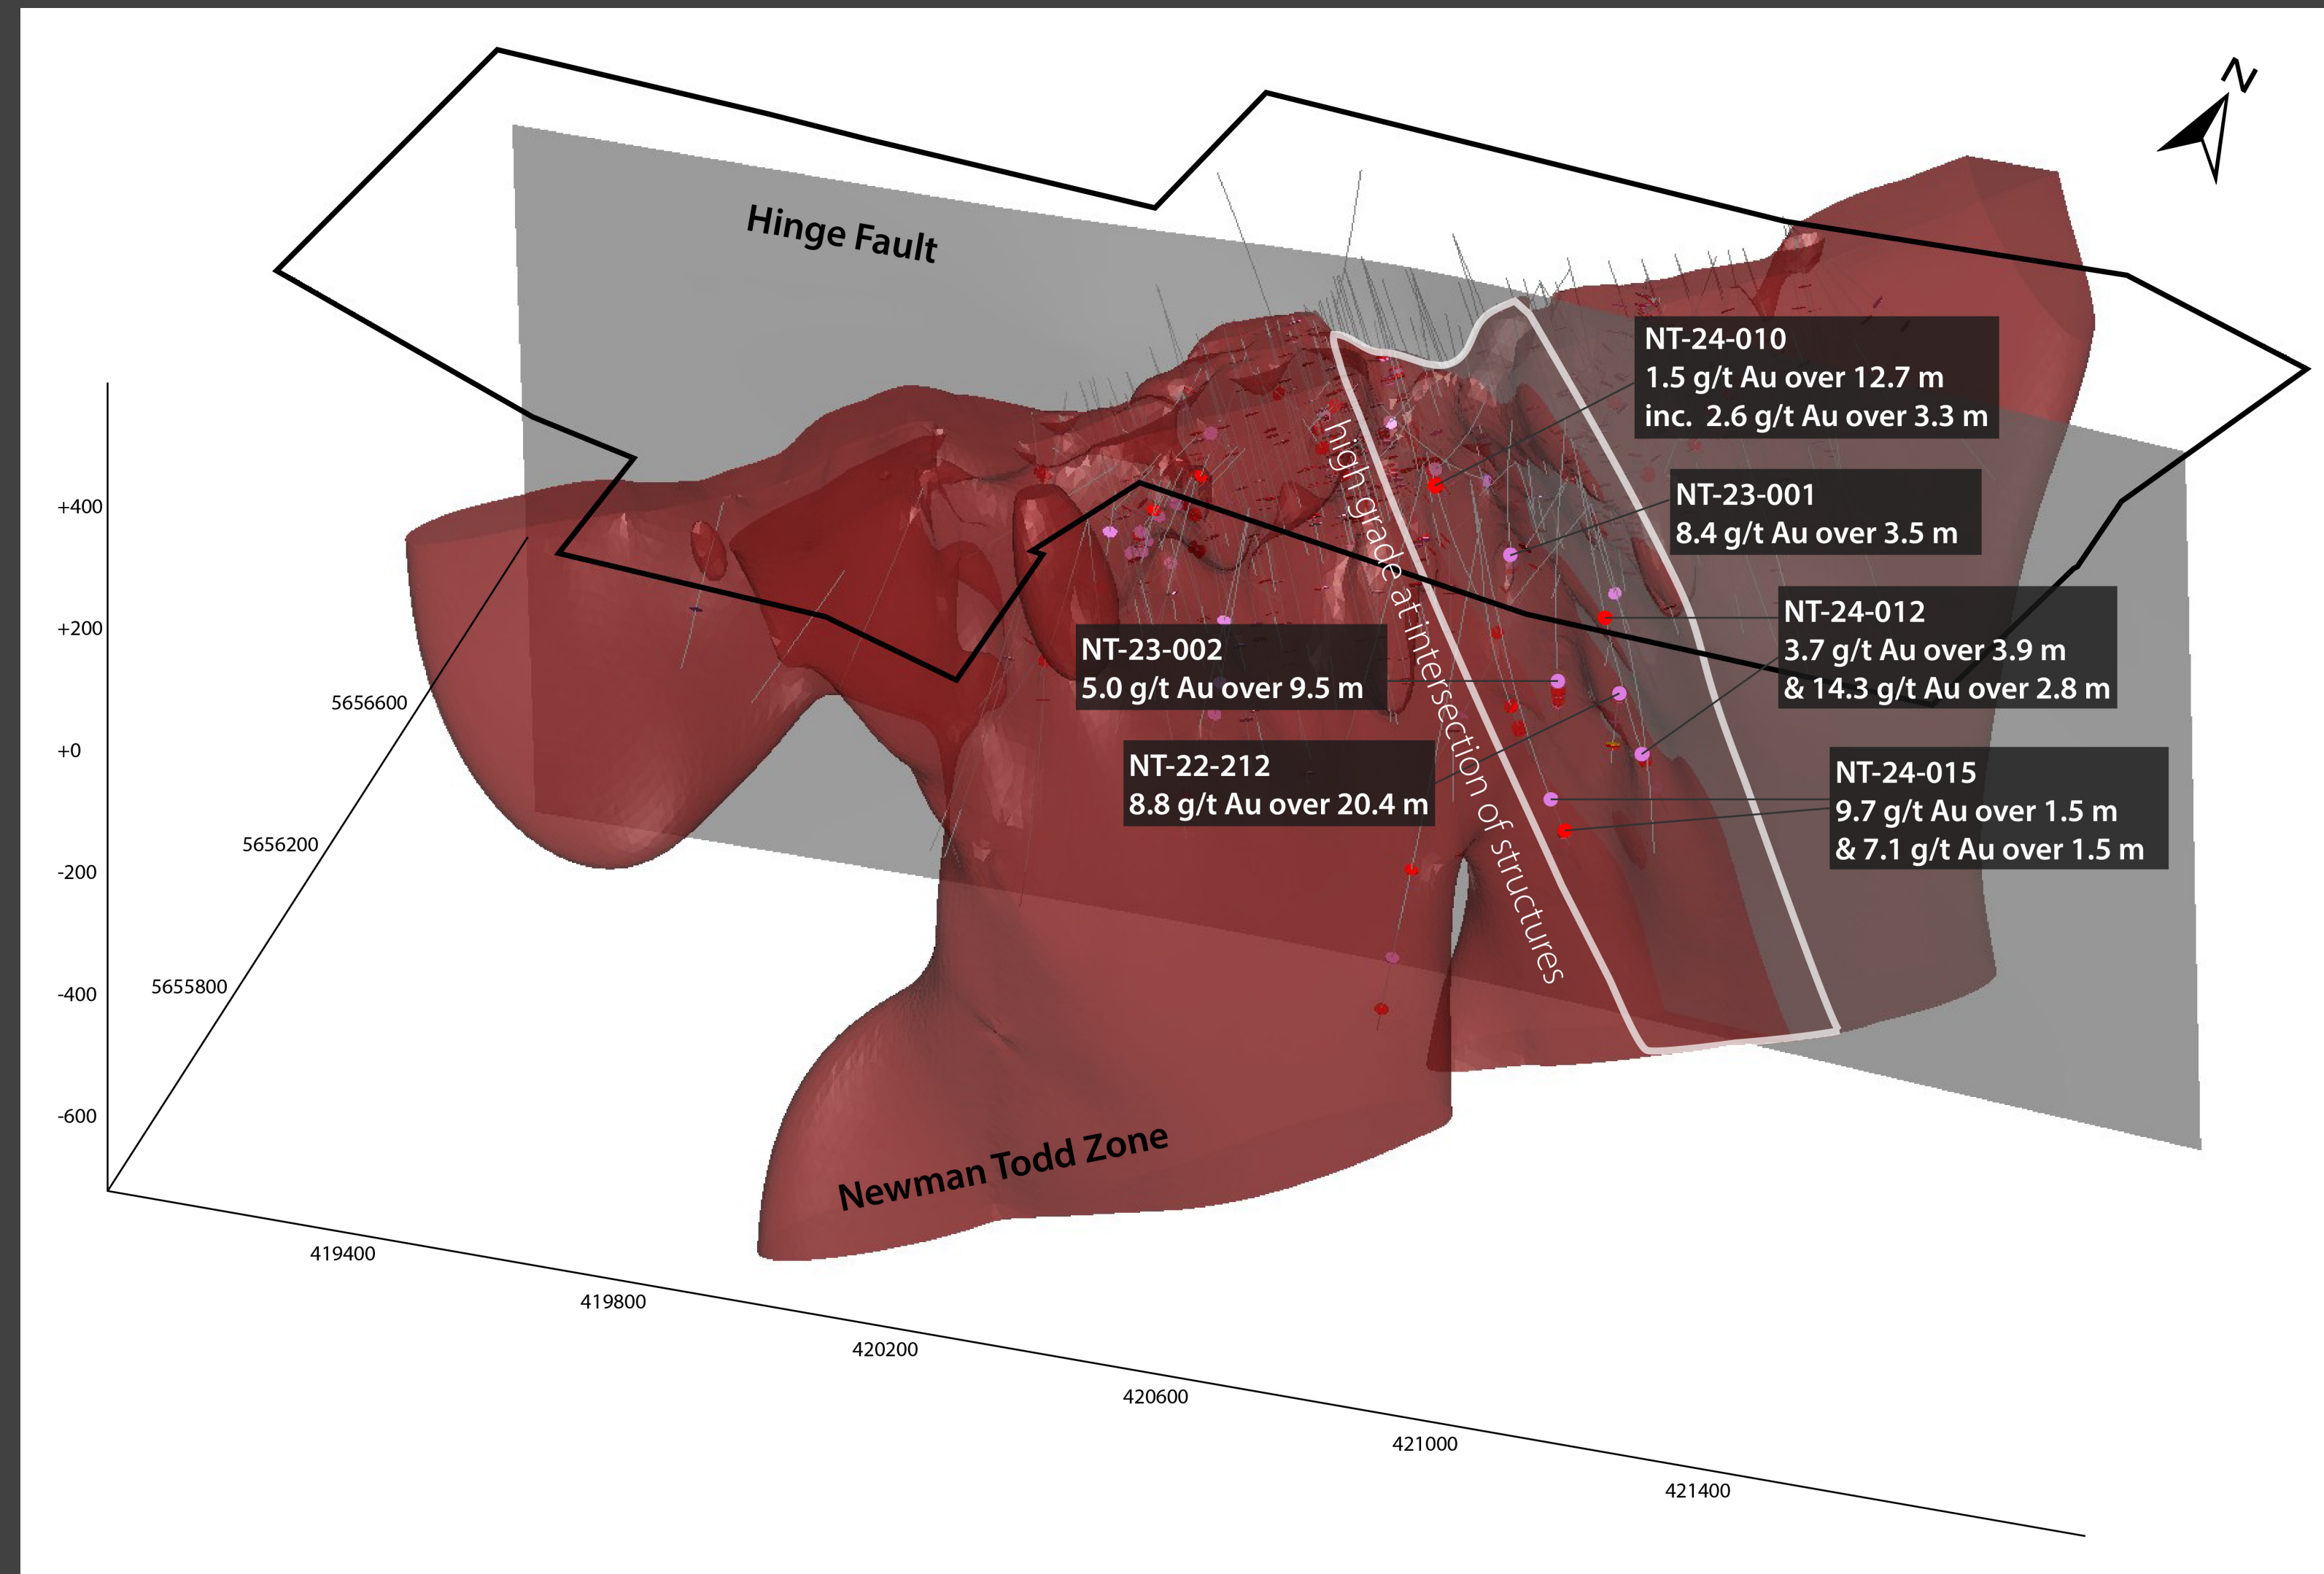 N
Hinge Fault
NT-24-010
1.5 g/t Au over 12.7 m
inc.  2.6 g/t Au over 3.3 m
NT-23-001
8.4 g/t Au over 3.5 m
NT-24-012
3.7 g/t Au over 3.9 m
& 14.3 g/t Au over 2.8 m
NT-23-002
5.0 g/t Au over 9.5 m
NT-22-212
8.8 g/t Au over 20.4 m
NT-24-015
9.7 g/t Au over 1.5 m
& 7.1 g/t Au over 1.5 m
high grade at intersection of structures
Newman Todd Zone
+400
+200
+0
-200
-400
-600
5656600
5656200
5655800
419400
419800
420200
420600
421000
421400